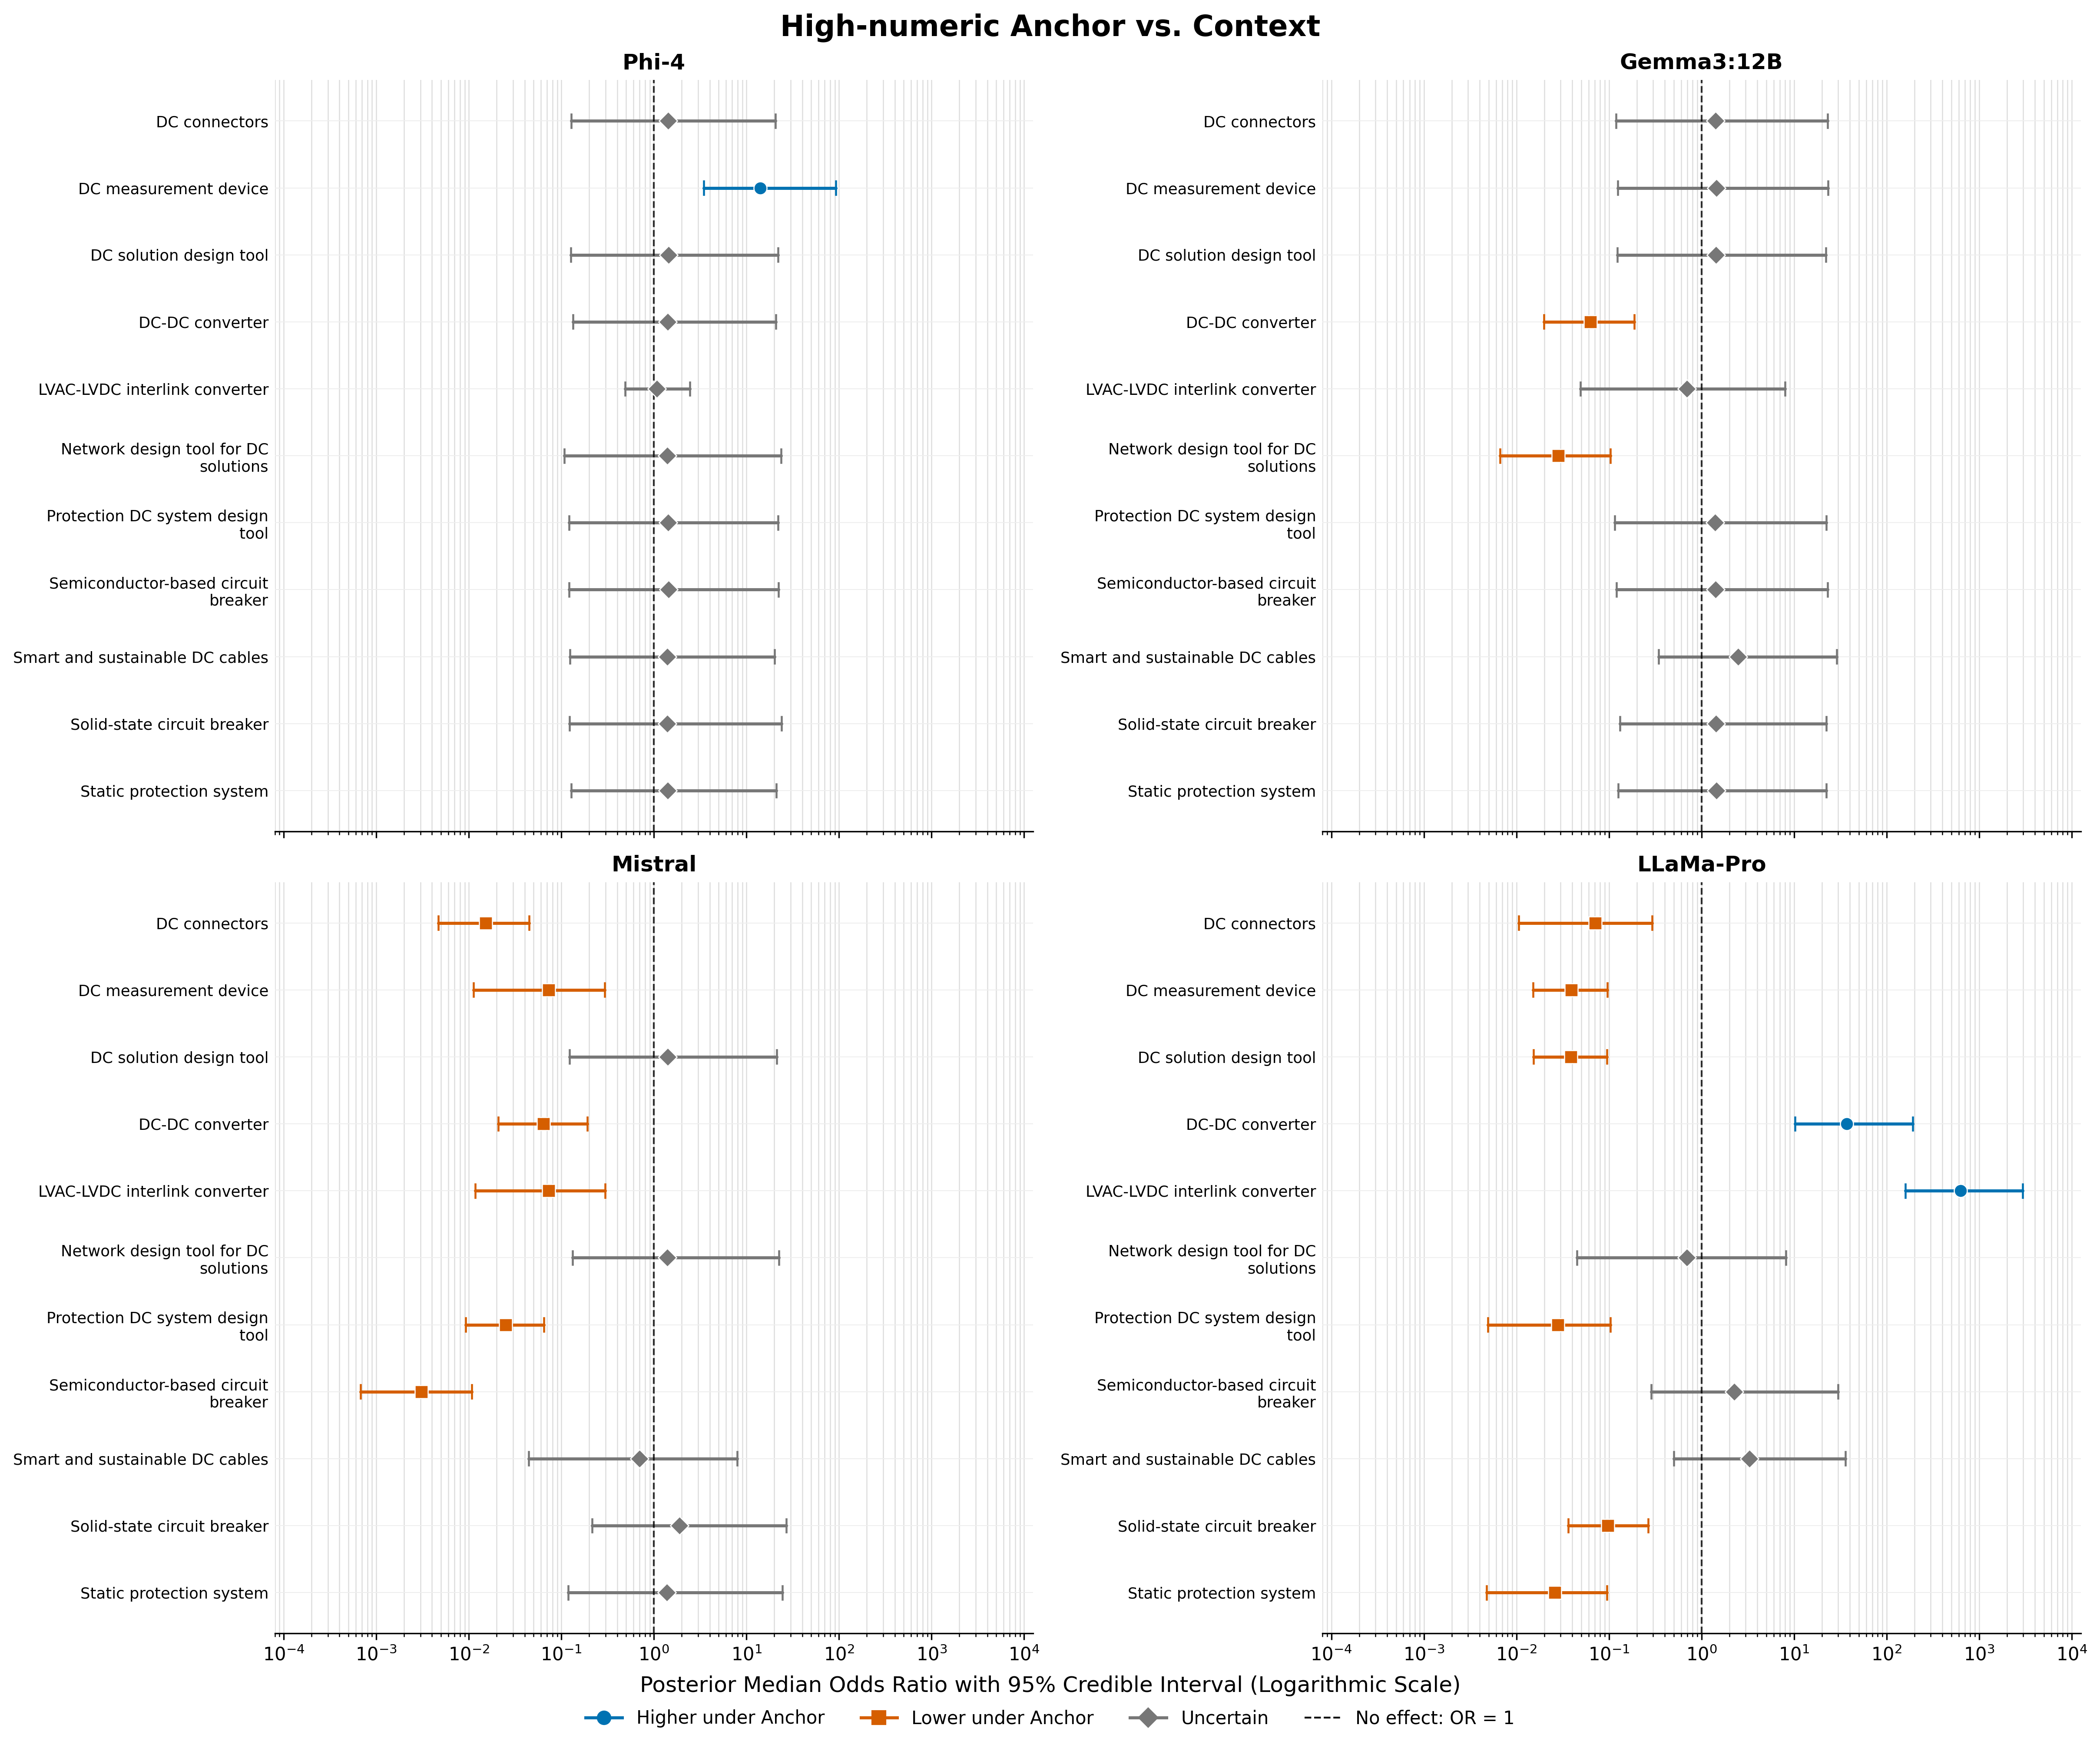 High-numeric Anchor vs. Context
Phi-4
DC connectors
DC measurement device
DC solution design tool
DC-DC converter
LVAC-LVDC interlink converter
Network design tool for DC
solutions
Protection DC system design
tool
Semiconductor-based circuit
breaker
Smart and sustainable DC cables
Solid-state circuit breaker
Static protection system
Gemma3:12B
DC connectors
DC measurement device
DC solution design tool
DC-DC converter
LVAC-LVDC interlink converter
Network design tool for DC
solutions
Protection DC system design
tool
Semiconductor-based circuit
breaker
Smart and sustainable DC cables
Solid-state circuit breaker
Static protection system
Mistral
DC connectors
DC measurement device
DC solution design tool
DC-DC converter
LVAC-LVDC interlink converter
Network design tool for DC
solutions
Protection DC system design
tool
Semiconductor-based circuit
breaker
Smart and sustainable DC cables
Solid-state circuit breaker
Static protection system
10⁻⁴ 10⁻³ 10⁻² 10⁻¹ 10⁰ 10¹ 10² 10³ 10⁴
LLaMa-Pro
DC connectors
DC measurement device
DC solution design tool
DC-DC converter
LVAC-LVDC interlink converter
Network design tool for DC
solutions
Protection DC system design
tool
Semiconductor-based circuit
breaker
Smart and sustainable DC cables
Solid-state circuit breaker
Static protection system
10⁻⁴ 10⁻³ 10⁻² 10⁻¹ 10⁰ 10¹ 10² 10³ 10⁴
Posterior Median Odds Ratio with 95% Credible Interval (Logarithmic Scale)
Higher under Anchor Lower under Anchor Uncertain No effect: OR = 1